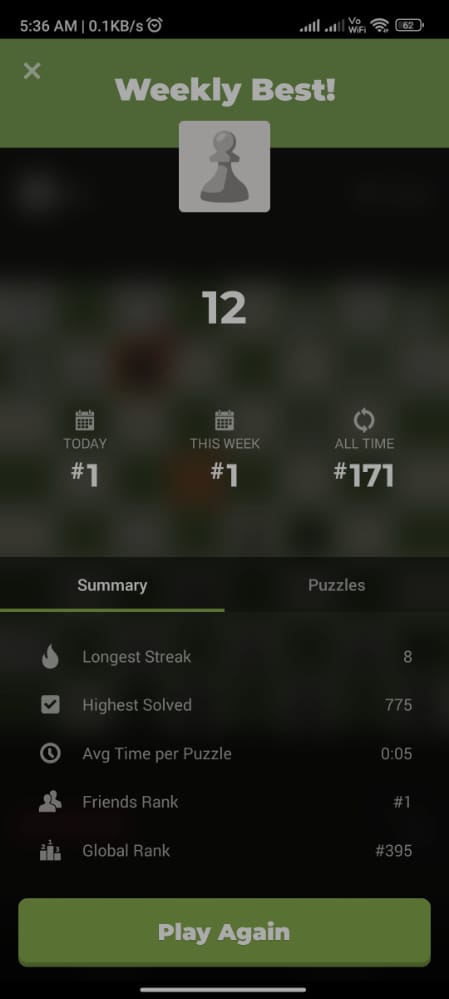 5:36 AM | 0.1KB/s
Vo
WiFi
62
Weekly Best!
12
TODAY
THIS WEEK
ALL TIME
#1
#1
#171
Summary
Puzzles
Longest Streak
8
Highest Solved
775
Avg Time per Puzzle
0:05
Friends Rank
#1
Global Rank
#395
Play Again